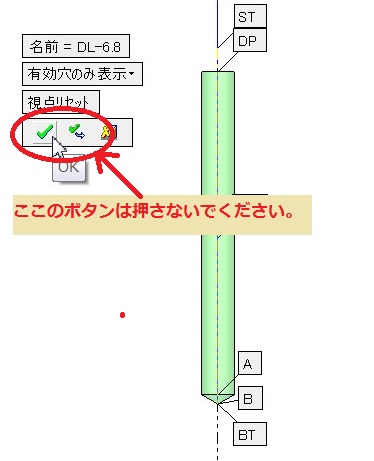 ST
DP
名前 = DL-6.8
有効穴のみ表示
視点リセット
OK
ここのボタンは押さないでください。
A
B
BT